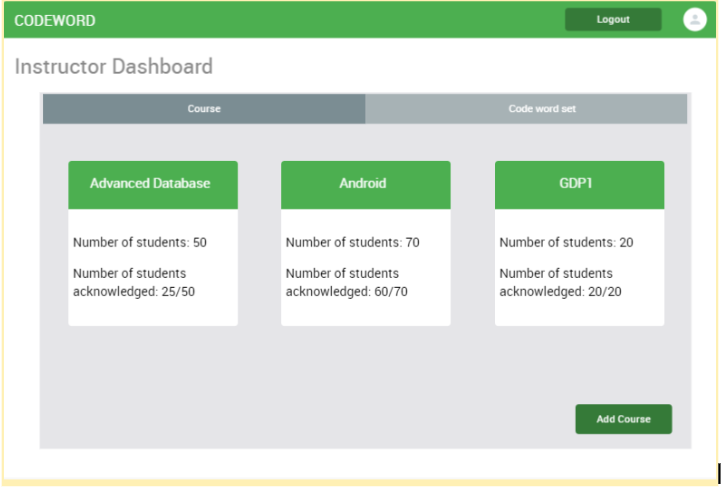 CODEWORD
Logout
Instructor Dashboard
Course
Code word set
Advanced Database
Number of students: 50
Number of students
acknowledged: 25/50
Android
Number of students: 70
Number of students
acknowledged: 60/70
GDP1
Number of students: 20
Number of students
acknowledged: 20/20
Add Course